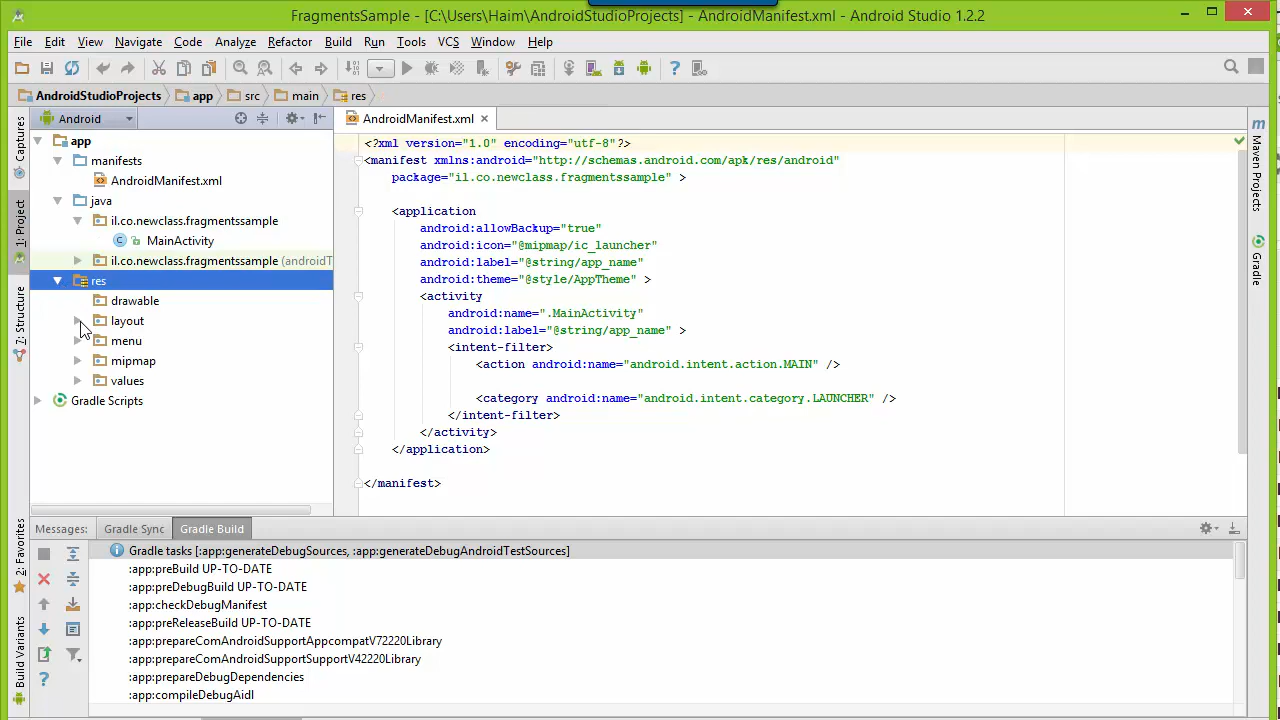 FragmentsSample - [C:\Users\Haim\AndroidStudioProjects] - AndroidManifest.xml - Android Studio 1.2.2
File Edit View Navigate Code Analyze Refactor Build Run Tools VCS Window Help
AndroidStudioProjects app src main res
Captures
1: Project
7: Structure
2: Favorites
Build Variants
Android
app
manifests
AndroidManifest.xml
java
il.co.newclass.fragmentssample
MainActivity
il.co.newclass.fragmentssample (androidT
res
drawable
layout
menu
mipmap
values
Gradle Scripts
AndroidManifest.xml
<?xml version="1.0" encoding="utf-8"?>
<manifest xmlns:android="http://schemas.android.com/apk/res/android"
package="il.co.newclass.fragmentssample" >
<application
android:allowBackup="true"
android:icon="@mipmap/ic_launcher"
android:label="@string/app_name"
android:theme="@style/AppTheme" >
<activity
android:name=".MainActivity"
android:label="@string/app_name" >
<intent-filter>
<action android:name="android.intent.action.MAIN" />
<category android:name="android.intent.category.LAUNCHER" />
</intent-filter>
</activity>
</application>
</manifest>
Maven Projects
Gradle
Messages: Gradle Sync Gradle Build
Gradle tasks [:app:generateDebugSources, :app:generateDebugAndroidTestSources]
:app:preBuild UP-TO-DATE
:app:preDebugBuild UP-TO-DATE
:app:checkDebugManifest
:app:preReleaseBuild UP-TO-DATE
:app:prepareComAndroidSupportAppcompatV72220Library
:app:prepareComAndroidSupportSupportV42220Library
:app:prepareDebugDependencies
:app:compileDebugAidl